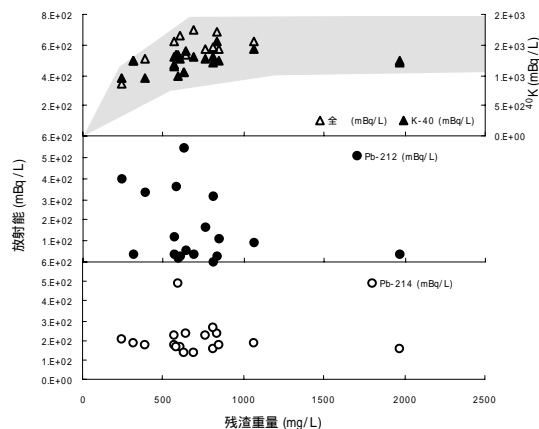 8.E+02
6.E+02
4.E+02
2.E+02
6.E+02
5.E+02
4.E+02
3.E+02
2.E+02
1.E+02
6.E+02
5.E+02
4.E+02
3.E+02
2.E+02
1.E+02
0.E+00
2.E+03
2.E+03
1.E+03
5.E+02
0.E+00
⁴⁰K (mBq/L)
放射能 (mBq/L)
全 (mBq/L)
K-40 (mBq/L)
Pb-212 (mBq/L)
Pb-214 (mBq/L)
0 500 1000 1500 2000 2500
残渣重量 (mg/L)